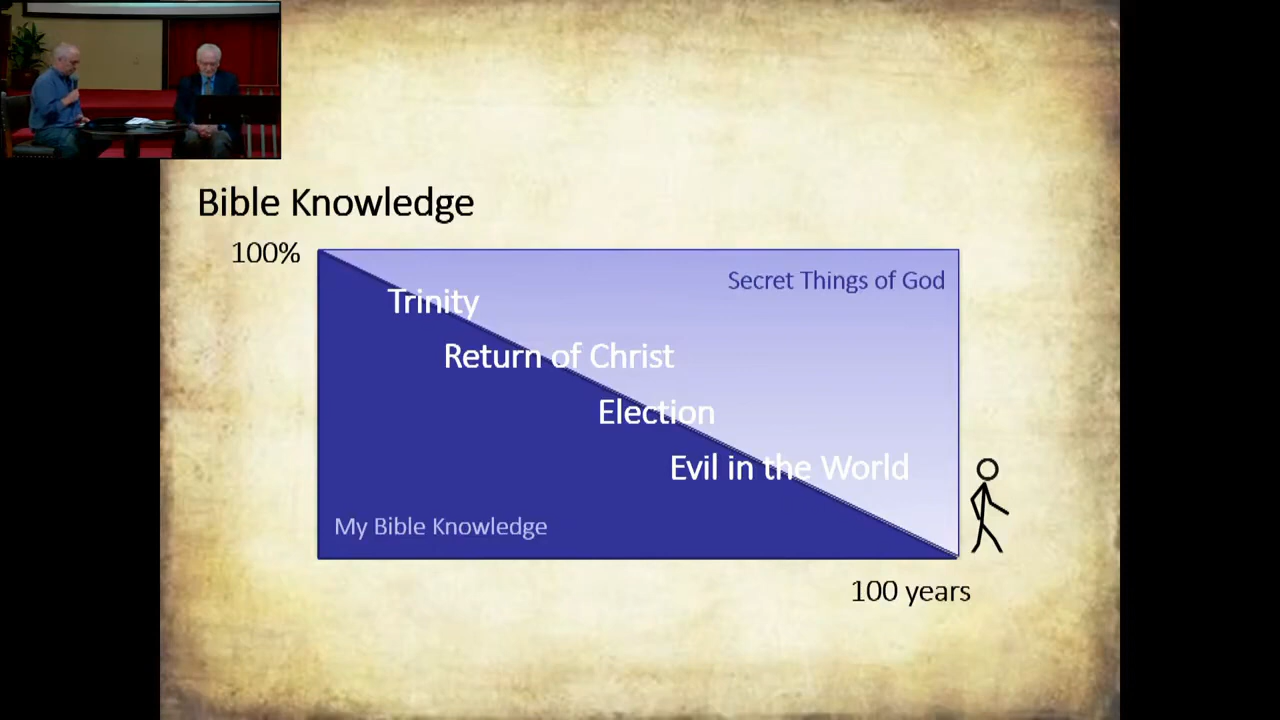 Bible Knowledge
100%
Secret Things of God
Trinity
Return of Christ
Election
Evil in the World
My Bible Knowledge
100 years